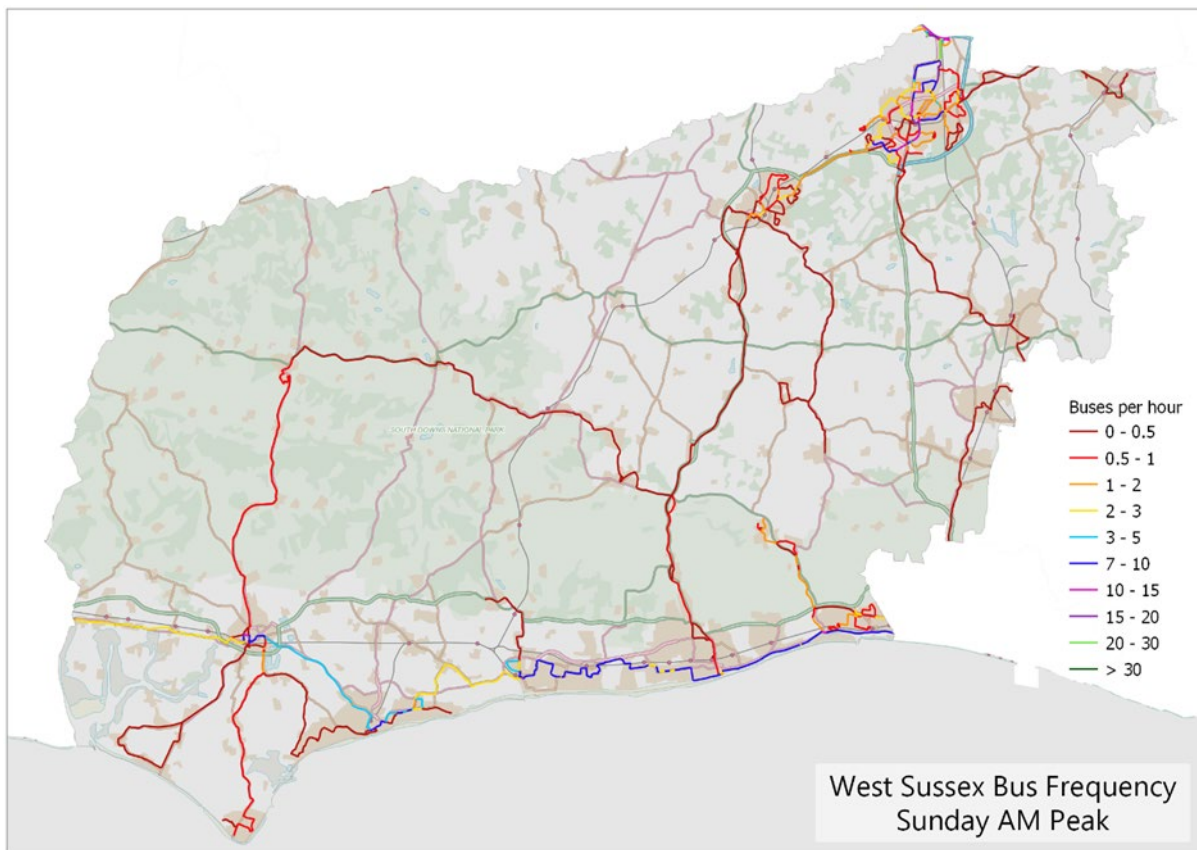 SOUTH DOWNS NATIONAL PARK
Buses per hour
0 - 0.5
0.5 - 1
1 - 2
2 - 3
3 - 5
7 - 10
10 - 15
15 - 20
20 - 30
> 30
West Sussex Bus Frequency
Sunday AM Peak